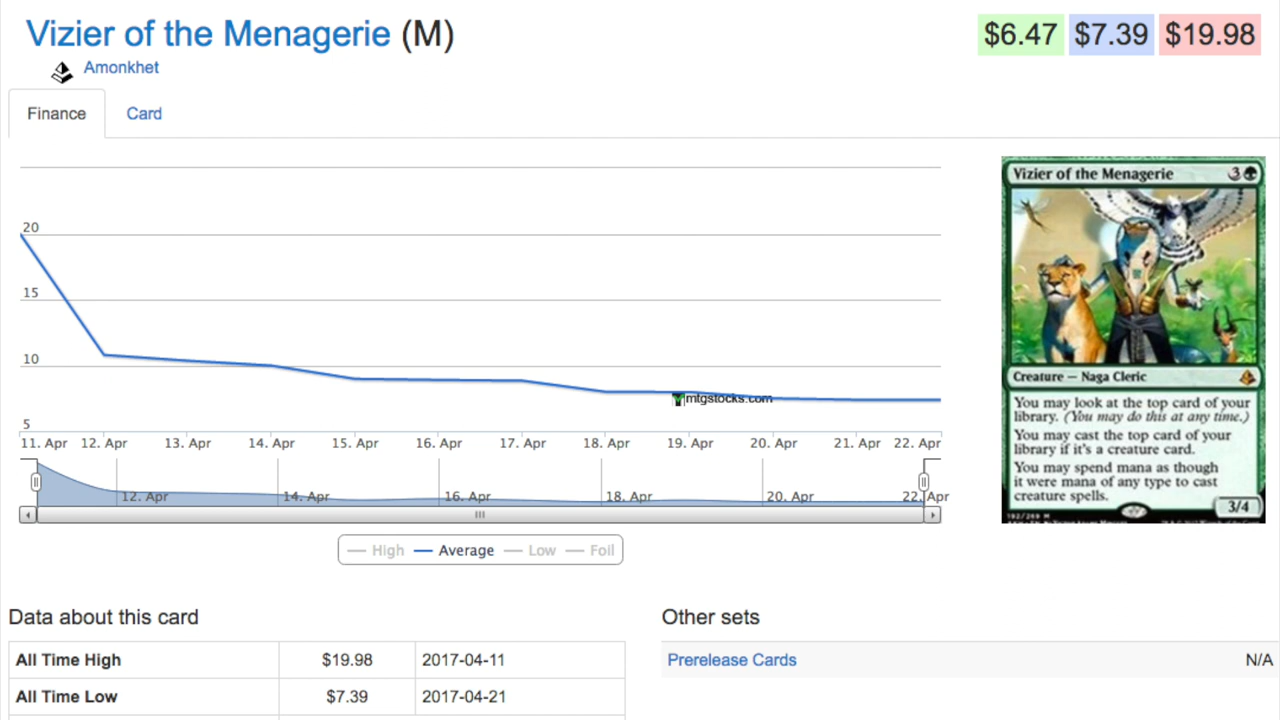 Vizier of the Menagerie (M)
$6.47 $7.39 $19.98
Amonkhet
Finance Card
20
15
10
5
mtgstocks.com
11. Apr 12. Apr 13. Apr 14. Apr 15. Apr 16. Apr 17. Apr 18. Apr 19. Apr 20. Apr 21. Apr 22. Apr
12. Apr 14. Apr 16. Apr 18. Apr 20. Apr 22. Apr
High Average Low Foil
Vizier of the Menagerie 3
Creature — Naga Cleric
You may look at the top card of your
library. (You may do this at any time.)
You may cast the top card of your
library if it's a creature card.
You may spend mana as though
it were mana of any type to cast
creature spells.
3/4
192/269 M
Data about this card
All Time High $19.98 2017-04-11
All Time Low $7.39 2017-04-21
Other sets
Prerelease Cards N/A